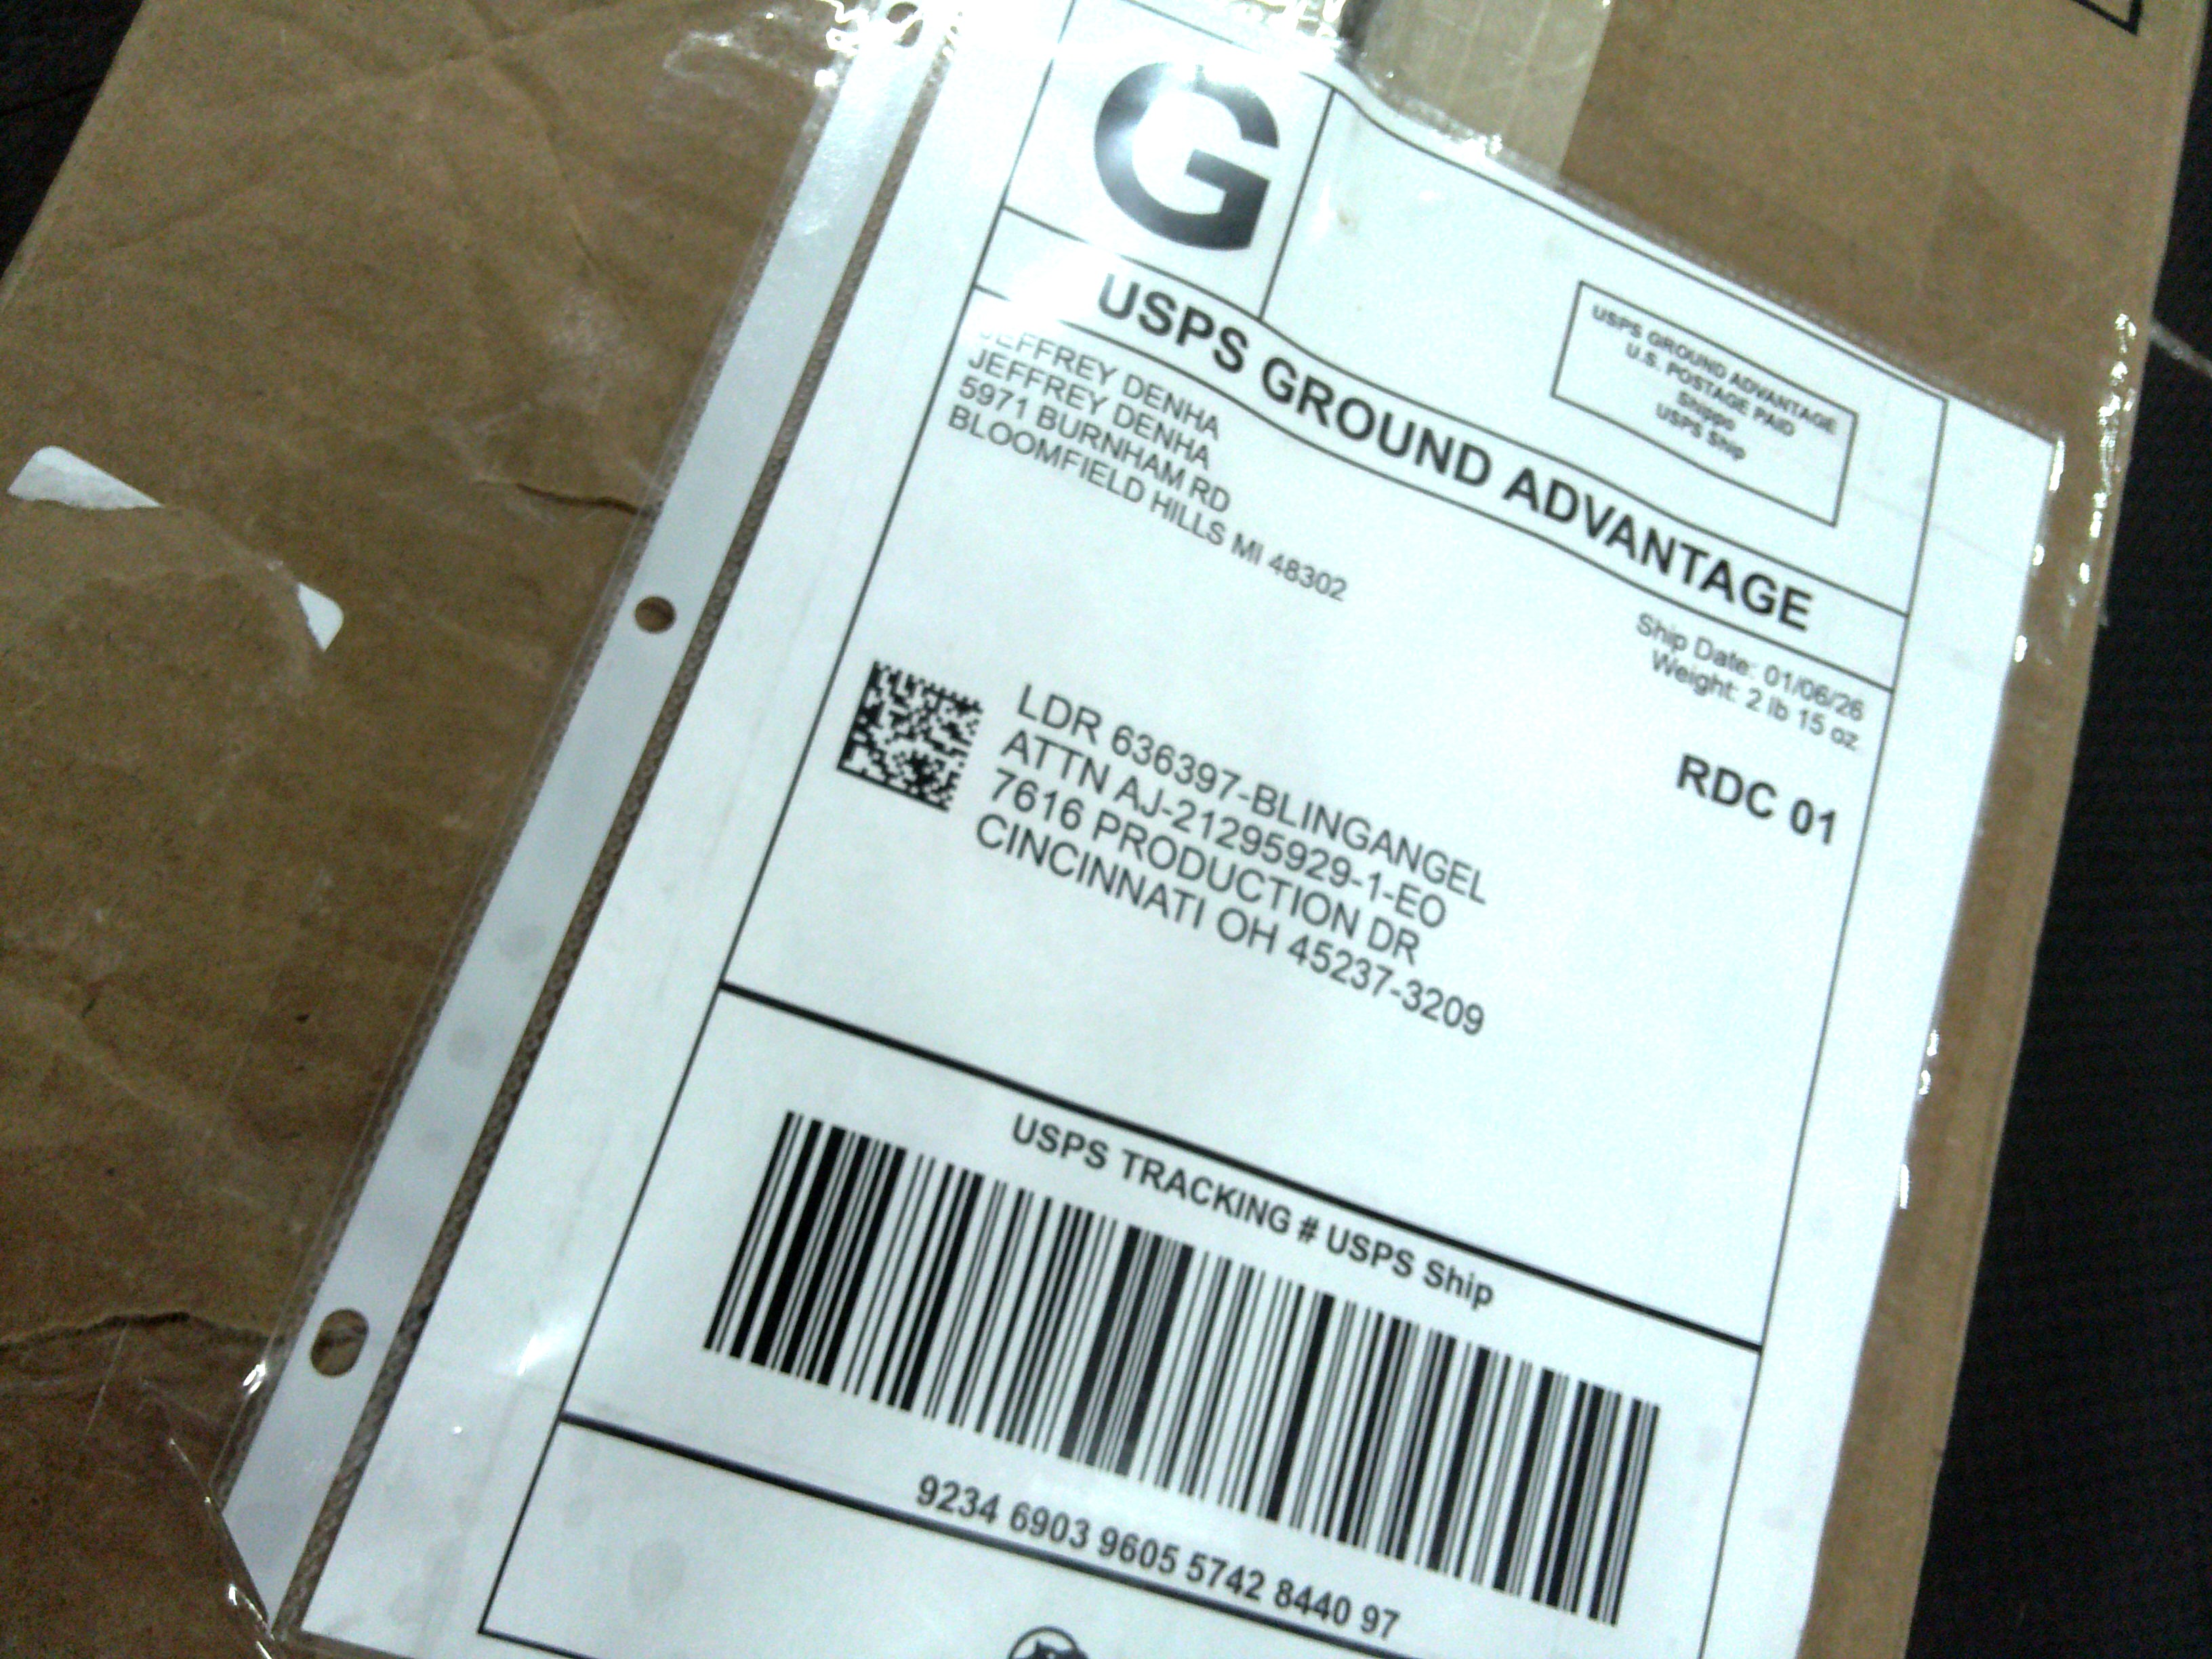 G
USPS GROUND ADVANTAGE
U.S. POSTAGE PAID
Shippo
USPS Ship
USPS GROUND ADVANTAGE
JEFFREY DENHA
JEFFREY DENHA
5971 BURNHAM RD
BLOOMFIELD HILLS MI 48302
Ship Date: 01/06/26
Weight: 2 lb 15 oz
RDC 01
LDR 636397-BLINGANGEL
ATTN AJ-21295929-1-EO
7616 PRODUCTION DR
CINCINNATI OH 45237-3209
USPS TRACKING # USPS Ship
9234 6903 9605 5742 8440 97